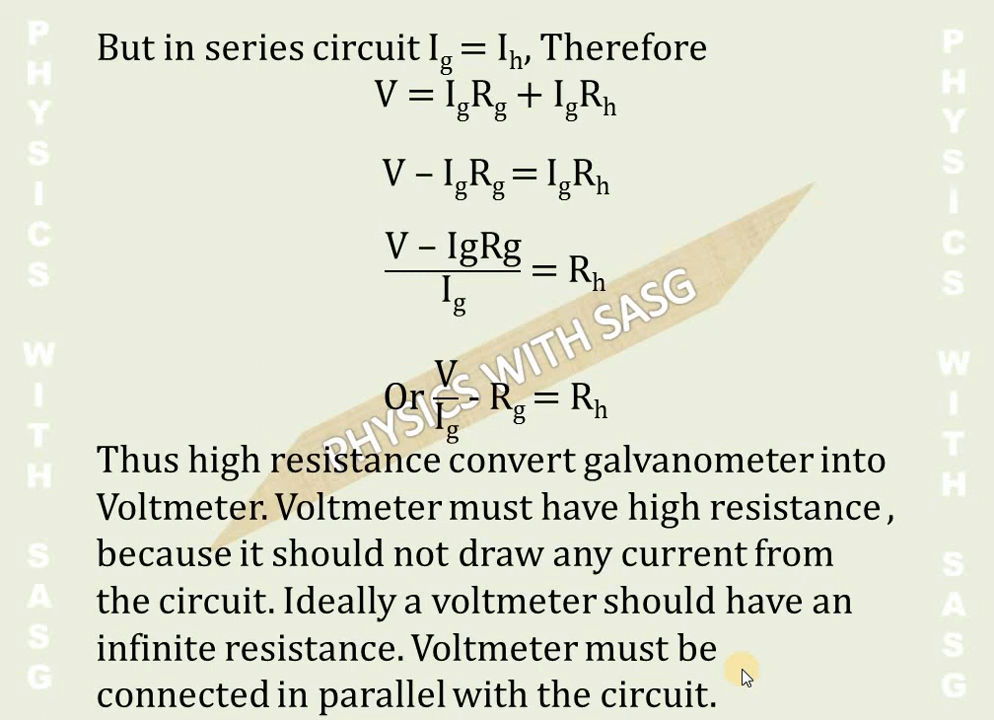 But in series circuit I_g = I_h, Therefore
V = I_gR_g + I_gR_h
V – I_gR_g = I_gR_h
V – IgRg
I_g
= R_h
Or V/I_g - R_g = R_h
Thus high resistance convert galvanometer into
Voltmeter. Voltmeter must have high resistance,
because it should not draw any current from
the circuit. Ideally a voltmeter should have an
infinite resistance. Voltmeter must be
connected in parallel with the circuit.
PHYSICS WITH SASG
PHYSICS WITH SASG
PHYSICS WITH SASG